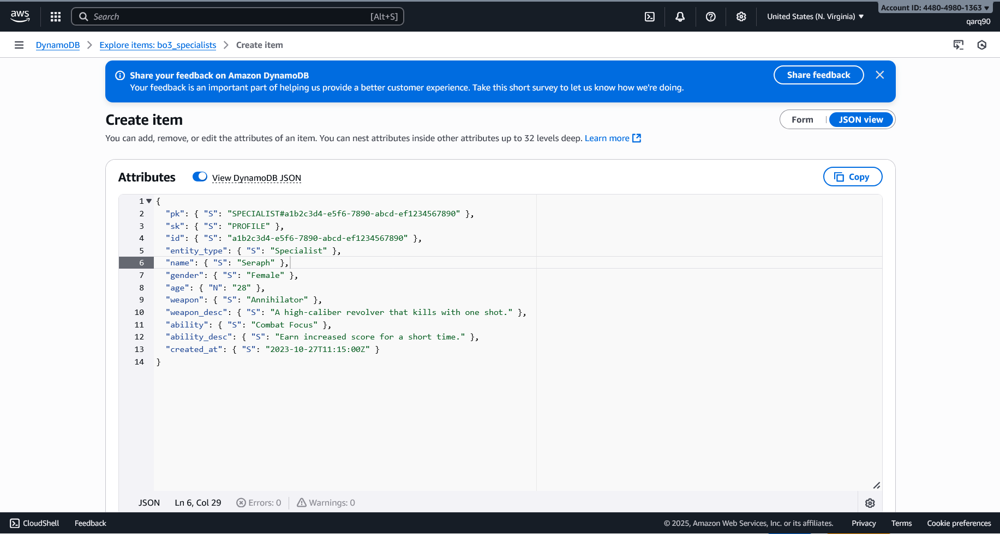 aws
Search [Alt+S]
United States (N. Virginia)
Account ID: 4480-4980-1363
qarq90
DynamoDB
Explore items: bo3_specialists
Create item
Share your feedback on Amazon DynamoDB
Your feedback is an important part of helping us provide a better customer experience. Take this short survey to let us know how we're doing.
Share feedback
Create item
Form
JSON view
You can add, remove, or edit the attributes of an item. You can nest attributes inside other attributes up to 32 levels deep. Learn more
Attributes
View DynamoDB JSON
Copy
1 {
2 "pk": { "S": "SPECIALIST#a1b2c3d4-e5f6-7890-abcd-ef1234567890" },
3 "sk": { "S": "PROFILE" },
4 "id": { "S": "a1b2c3d4-e5f6-7890-abcd-ef1234567890" },
5 "entity_type": { "S": "Specialist" },
6 "name": { "S": "Seraph" },
7 "gender": { "S": "Female" },
8 "age": { "N": "28" },
9 "weapon": { "S": "Annihilator" },
10 "weapon_desc": { "S": "A high-caliber revolver that kills with one shot." },
11 "ability": { "S": "Combat Focus" },
12 "ability_desc": { "S": "Earn increased score for a short time." },
13 "created_at": { "S": "2023-10-27T11:15:00Z" }
14 }
JSON Ln 6, Col 29 Errors: 0 Warnings: 0
CloudShell Feedback © 2025, Amazon Web Services, Inc. or its affiliates. Privacy Terms Cookie preferences